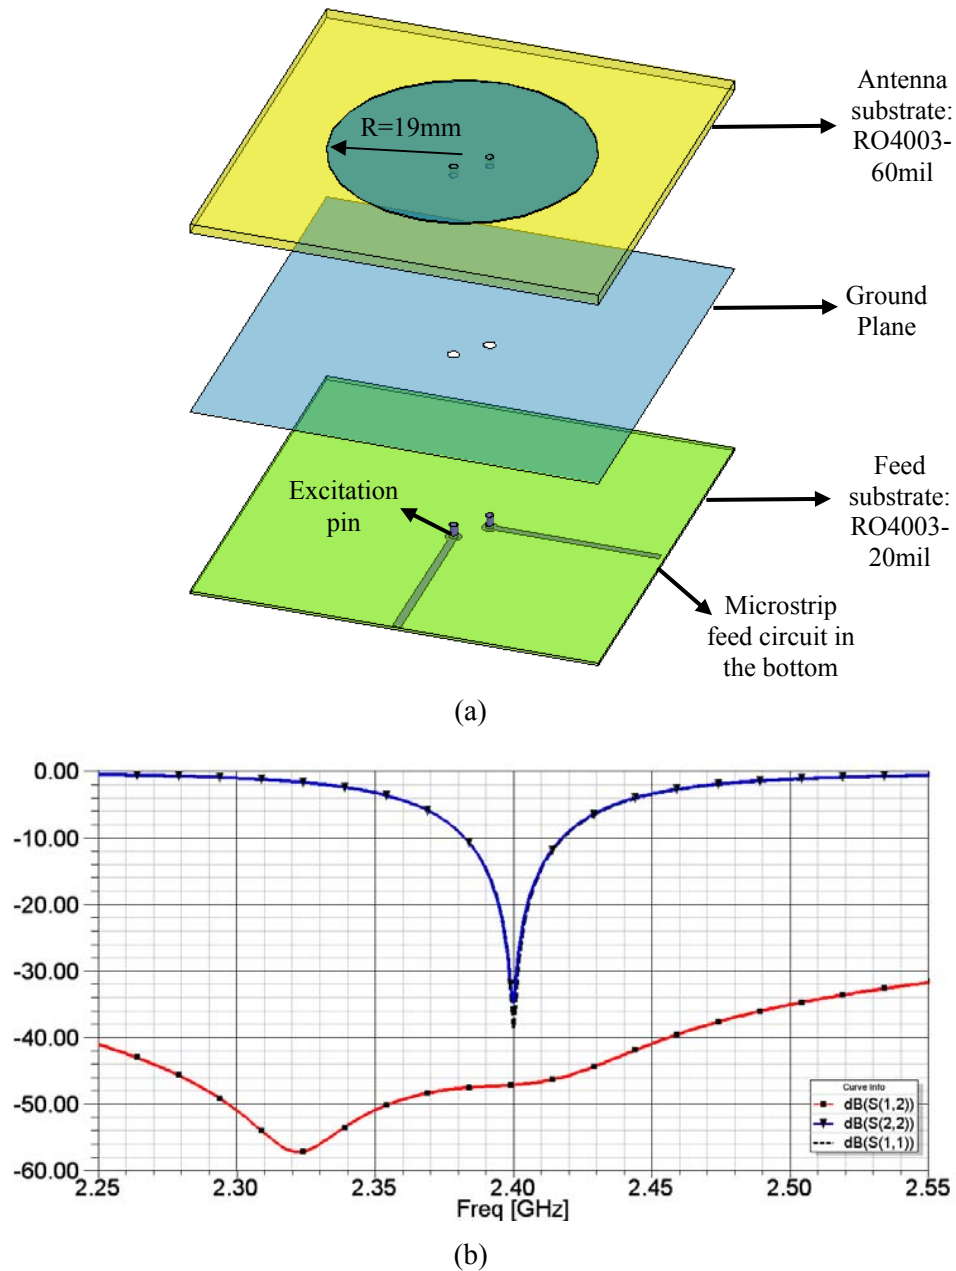 Antenna
substrate:
RO4003-
60mil
R=19mm
Ground
Plane
Excitation
pin
Feed
substrate:
RO4003-
20mil
Microstrip
feed circuit in
the bottom
(a)
0.00
-10.00
-20.00
-30.00
-40.00
-50.00
-60.00
Curve Info
dB(S(1,2))
dB(S(2,2))
dB(S(1,1))
2.25
2.30
2.35
2.40
2.45
2.50
2.55
Freq [GHz]
(b)